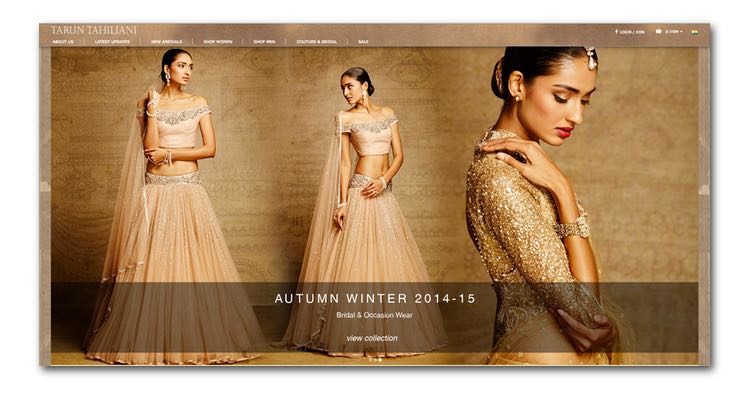 TARUN TAHILIANI
f LOGIN / JOIN 0 ITEM
ABOUT US LATEST UPDATES NEW ARRIVALS SHOP WOMEN SHOP MEN COUTURE & BRIDAL SALE
AUTUMN WINTER 2014-15
Bridal & Occasion Wear
view collection